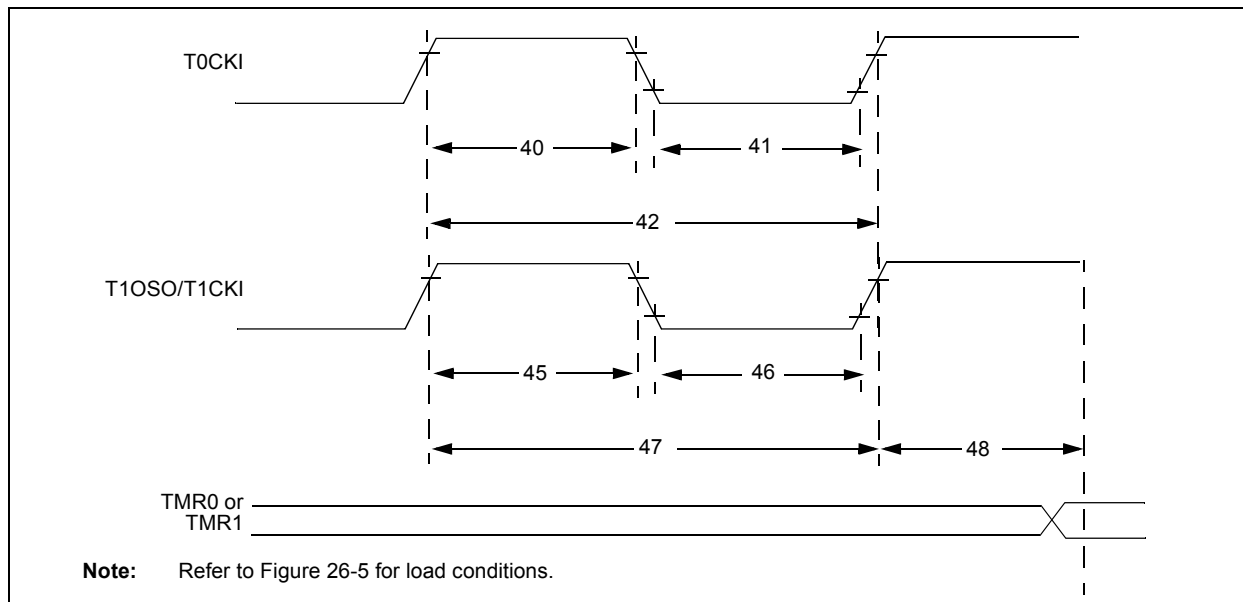 T0CKI
40
41
42
T1OSO/T1CKI
45
46
47
48
TMR0 or
TMR1
Note: Refer to Figure 26-5 for load conditions.